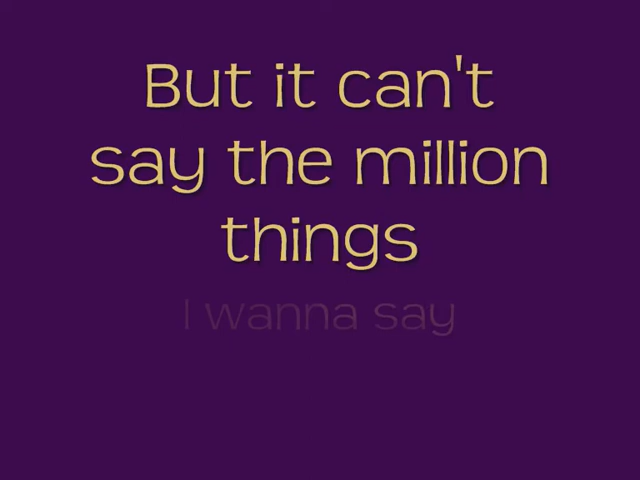 But it can't
say the million
things
I wanna say